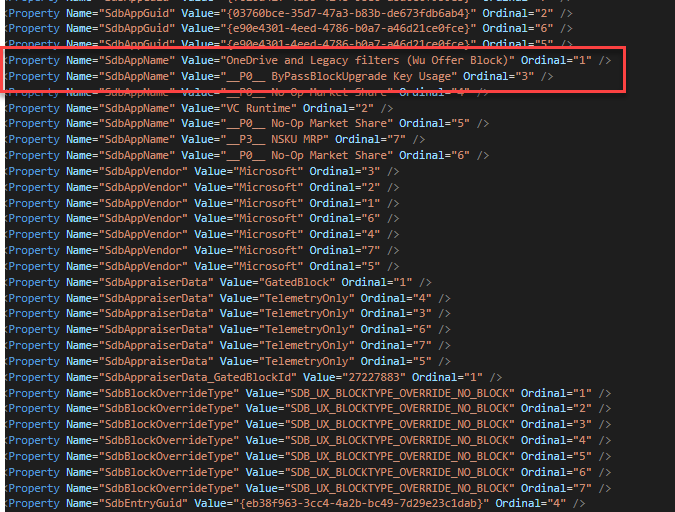 <Property Name="SdbAppGuid" Value="{03760bce-35d7-47a3-b83b-de673fdb6ab4}" Ordinal="2" />
<Property Name="SdbAppGuid" Value="{e90e4301-4eed-4786-b0a7-a46d21ce0fce}" Ordinal="6" />
<Property Name="SdbAppGuid" Value="{e90e4301-4eed-4786-b0a7-a46d21ce0fce}" Ordinal="5" />
<Property Name="SdbAppName" Value="OneDrive and Legacy filters (Wu Offer Block)" Ordinal="1" />
<Property Name="SdbAppName" Value="__P0__ ByPassBlockUpgrade Key Usage" Ordinal="3" />
<Property Name="SdbAppName" Value="__P0__ No-Op Market Share" Ordinal="4" />
<Property Name="SdbAppName" Value="VC Runtime" Ordinal="2" />
<Property Name="SdbAppName" Value="__P0__ No-Op Market Share" Ordinal="5" />
<Property Name="SdbAppName" Value="__P3__ NSKU MRP" Ordinal="7" />
<Property Name="SdbAppName" Value="__P0__ No-Op Market Share" Ordinal="6" />
<Property Name="SdbAppVendor" Value="Microsoft" Ordinal="3" />
<Property Name="SdbAppVendor" Value="Microsoft" Ordinal="2" />
<Property Name="SdbAppVendor" Value="Microsoft" Ordinal="1" />
<Property Name="SdbAppVendor" Value="Microsoft" Ordinal="6" />
<Property Name="SdbAppVendor" Value="Microsoft" Ordinal="4" />
<Property Name="SdbAppVendor" Value="Microsoft" Ordinal="7" />
<Property Name="SdbAppVendor" Value="Microsoft" Ordinal="5" />
<Property Name="SdbAppraiserData" Value="GatedBlock" Ordinal="1" />
<Property Name="SdbAppraiserData" Value="TelemetryOnly" Ordinal="4" />
<Property Name="SdbAppraiserData" Value="TelemetryOnly" Ordinal="3" />
<Property Name="SdbAppraiserData" Value="TelemetryOnly" Ordinal="6" />
<Property Name="SdbAppraiserData" Value="TelemetryOnly" Ordinal="7" />
<Property Name="SdbAppraiserData" Value="TelemetryOnly" Ordinal="5" />
<Property Name="SdbAppraiserData_GatedBlockId" Value="27227883" Ordinal="1" />
<Property Name="SdbBlockOverrideType" Value="SDB_UX_BLOCKTYPE_OVERRIDE_NO_BLOCK" Ordinal="1" />
<Property Name="SdbBlockOverrideType" Value="SDB_UX_BLOCKTYPE_OVERRIDE_NO_BLOCK" Ordinal="2" />
<Property Name="SdbBlockOverrideType" Value="SDB_UX_BLOCKTYPE_OVERRIDE_NO_BLOCK" Ordinal="3" />
<Property Name="SdbBlockOverrideType" Value="SDB_UX_BLOCKTYPE_OVERRIDE_NO_BLOCK" Ordinal="4" />
<Property Name="SdbBlockOverrideType" Value="SDB_UX_BLOCKTYPE_OVERRIDE_NO_BLOCK" Ordinal="5" />
<Property Name="SdbBlockOverrideType" Value="SDB_UX_BLOCKTYPE_OVERRIDE_NO_BLOCK" Ordinal="6" />
<Property Name="SdbBlockOverrideType" Value="SDB_UX_BLOCKTYPE_OVERRIDE_NO_BLOCK" Ordinal="7" />
<Property Name="SdbEntryGuid" Value="{eb38f963-3cc4-4a2b-bc49-7d29e23c1dab}" Ordinal="4" />